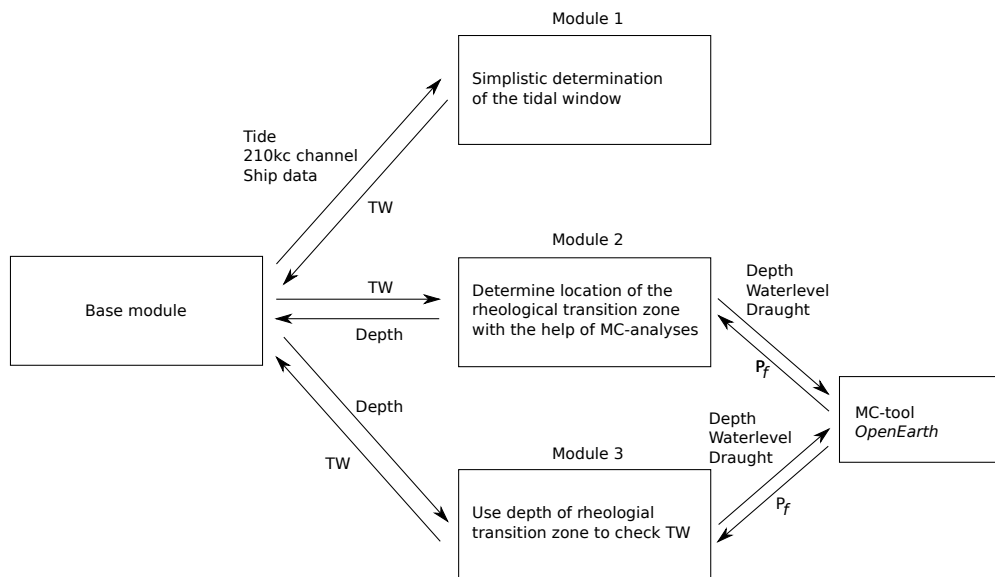 Module 1
Simplistic determination
of the tidal window
Tide
210kc channel
Ship data
TW
Module 2
Base module
TW
Depth
Determine location of the
rheological transition zone
with the help of MC-analyses
Depth
Waterlevel
Draught
Pf
MC-tool
OpenEarth
Depth
TW
Module 3
Depth
Waterlevel
Draught
Pf
Use depth of rheologial
transition zone to check TW